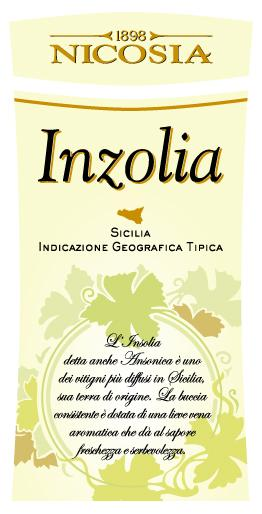 1898
NICOSIA
Inzolia
SICILIA
INDICAZIONE GEOGRAFICA TIPICA
L'Insolia
detta anche Ansonica è uno
dei vitigni più diffusi in Sicilia,
sua terra di origine. La buccia
consistente è dotata di una lieve vena
aromatica che dà al sapore
freschezza e serbevolezza.